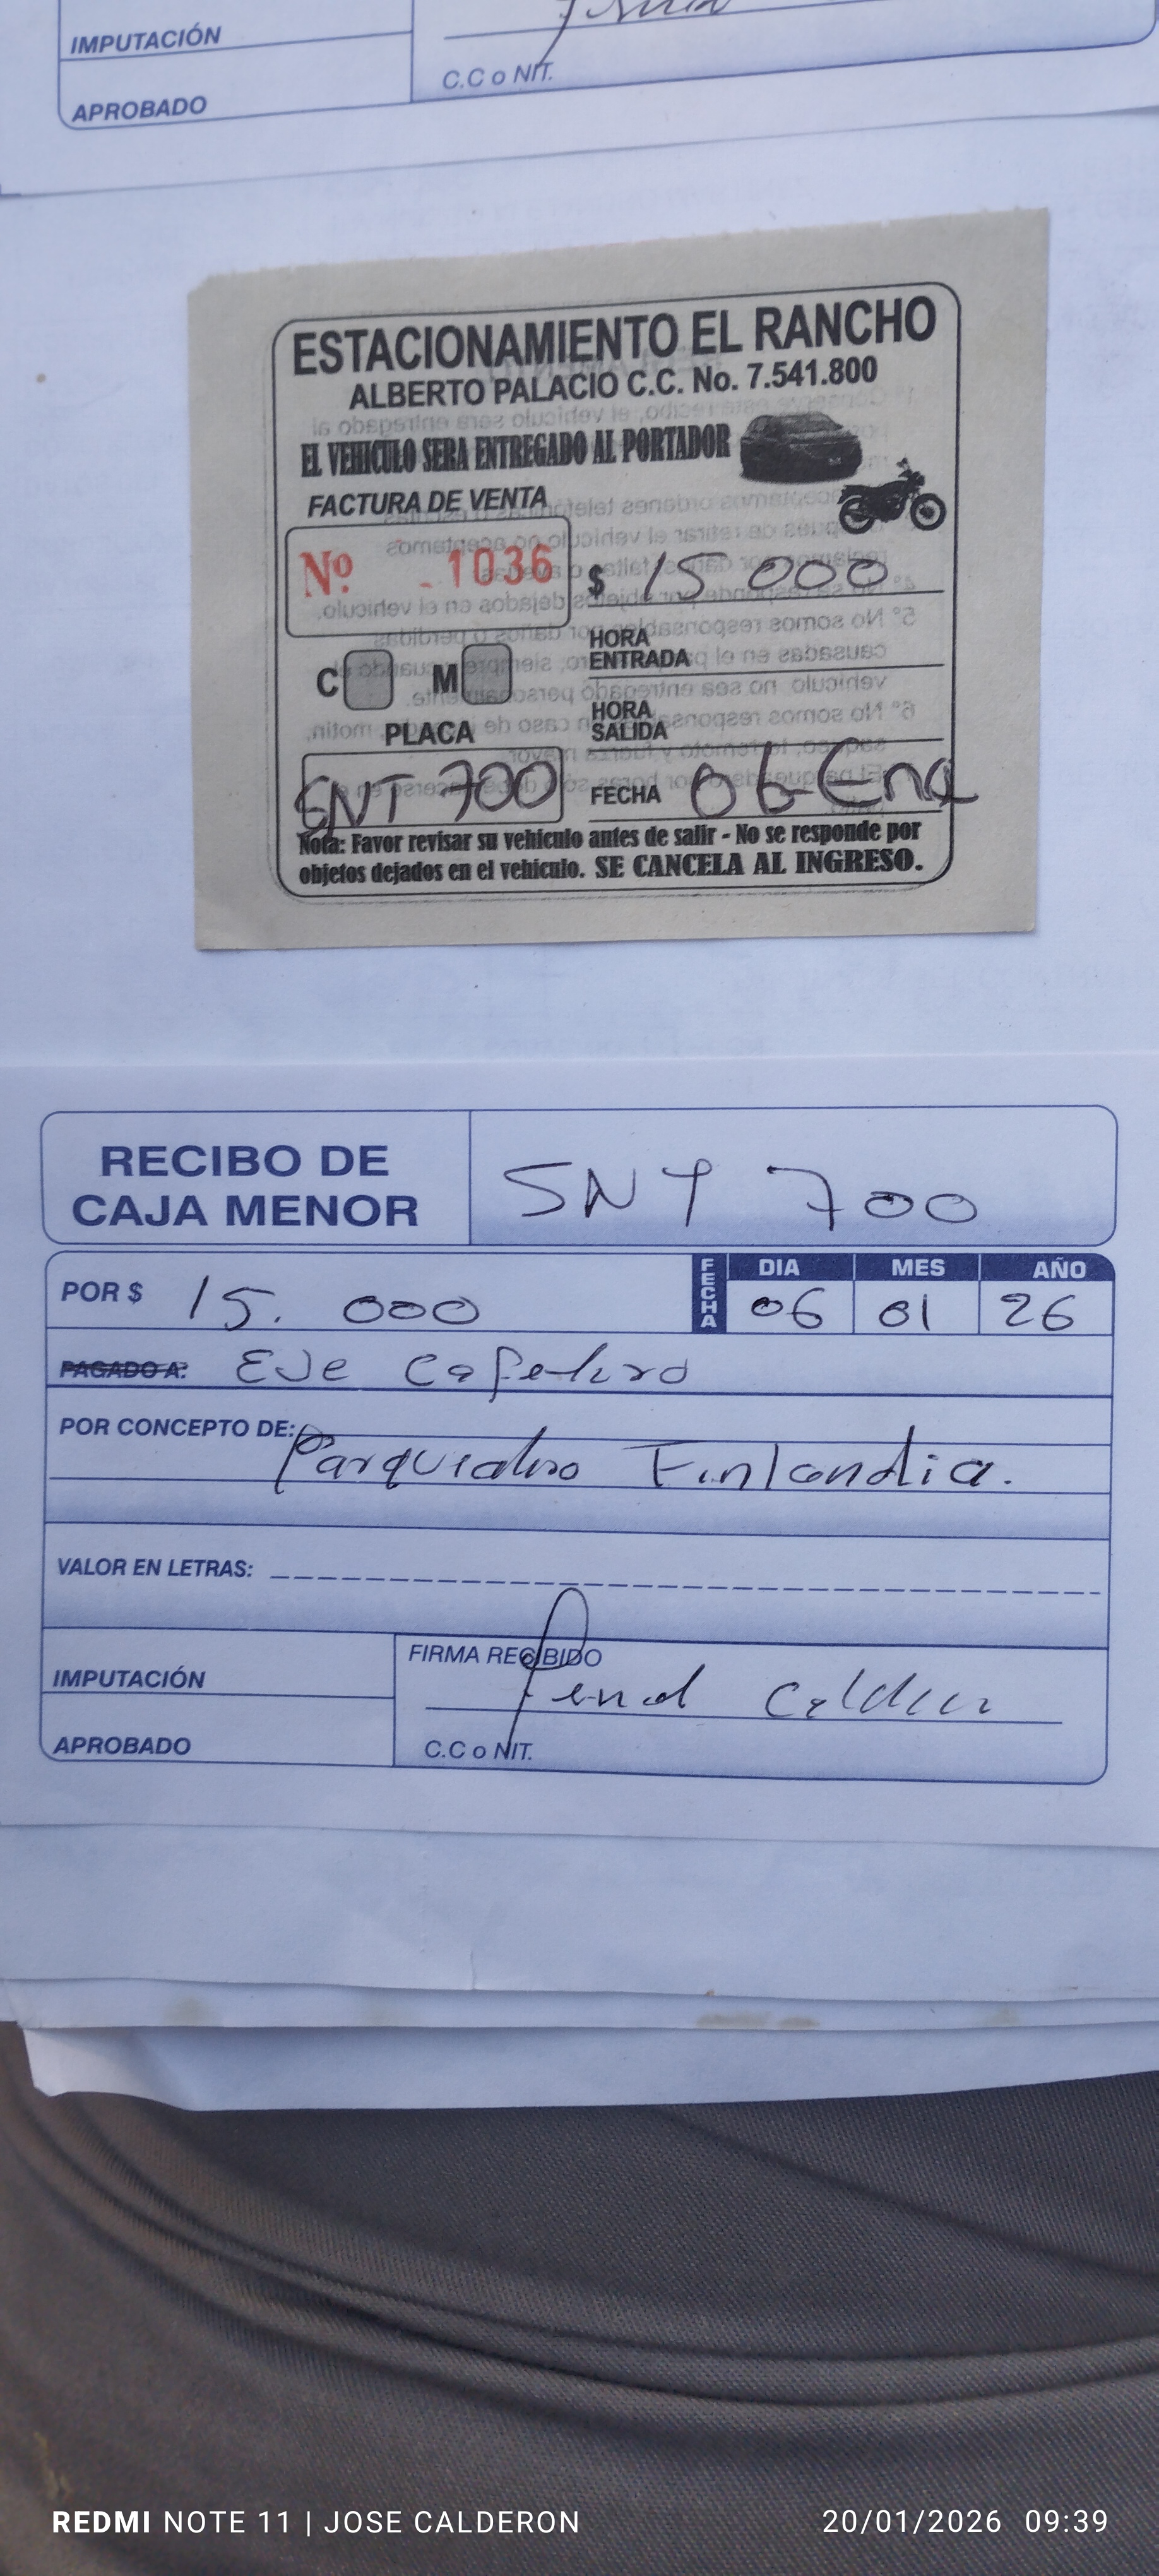 IMPUTACIÓN
APROBADO
C.C o NIT.
ESTACIONAMIENTO EL RANCHO
ALBERTO PALACIO C.C. No. 7.541.800
EL VEHICULO SERA ENTREGADO AL PORTADOR
FACTURA DE VENTA
Nº 1036
$ 15 000
HORA
ENTRADA
C M
HORA
SALIDA
PLACA
SNT 700
FECHA 06-Ene
Nota: Favor revisar su vehículo antes de salir - No se responde por
objetos dejados en el vehículo. SE CANCELA AL INGRESO.
RECIBO DE
CAJA MENOR
SNT 700
POR $ 15. 000
FECHA
DIA MES AÑO
06 01 26
PAGADO A: EJe Cafetero
POR CONCEPTO DE:
Parqueadero Finlandia.
VALOR EN LETRAS:
IMPUTACIÓN
APROBADO
FIRMA RECIBIDO
C.C o NIT.
REDMI NOTE 11 | JOSE CALDERON
20/01/2026 09:39